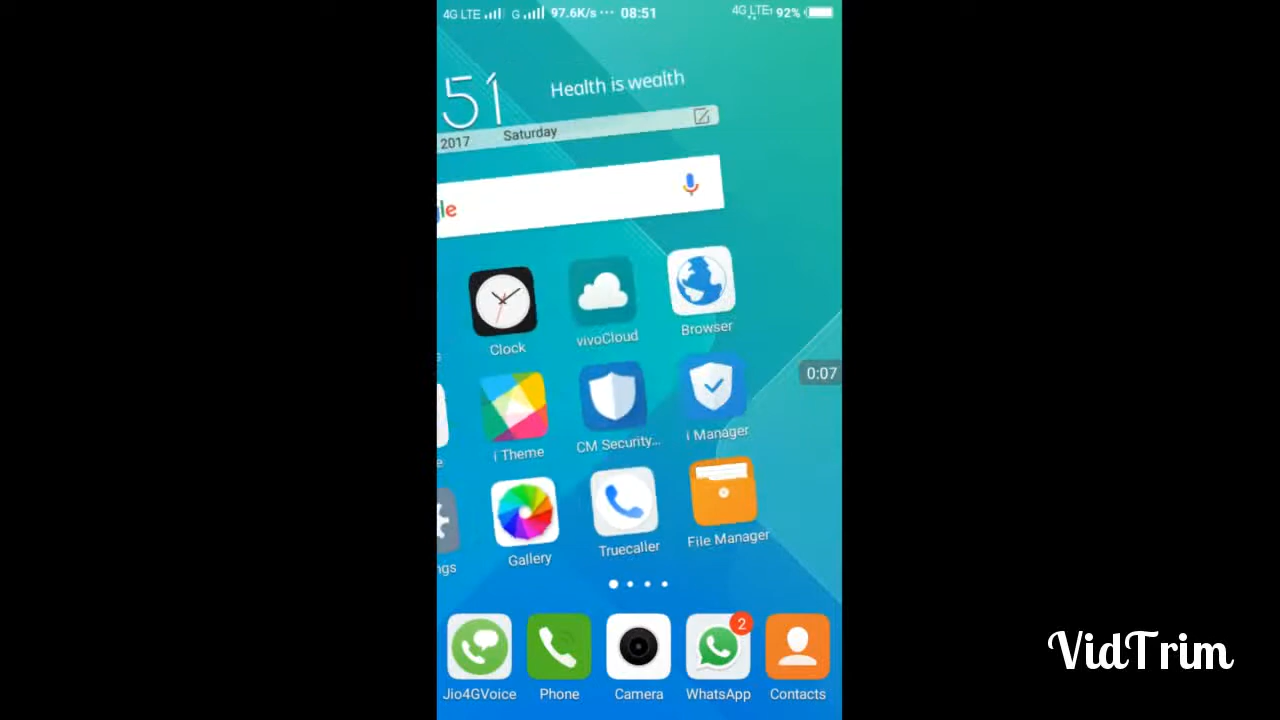 4G LTE G 97.6K/s ··· 08:51 4G LTE 92%
51 Health is wealth
2017 Saturday
gle
Clock vivoCloud Browser
0:07
e i Theme CM Security... i Manager
ngs Gallery Truecaller File Manager
2
Jio4GVoice Phone Camera WhatsApp Contacts
VidTrim